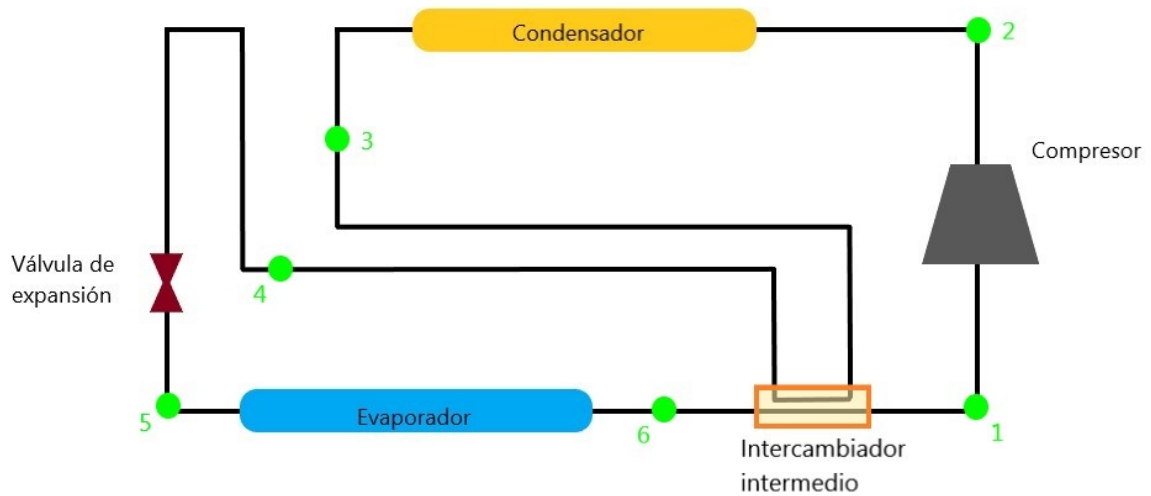 Condensador
2
3
Compresor
Válvula de
expansión
4
5
Evaporador
6
1
Intercambiador
intermedio